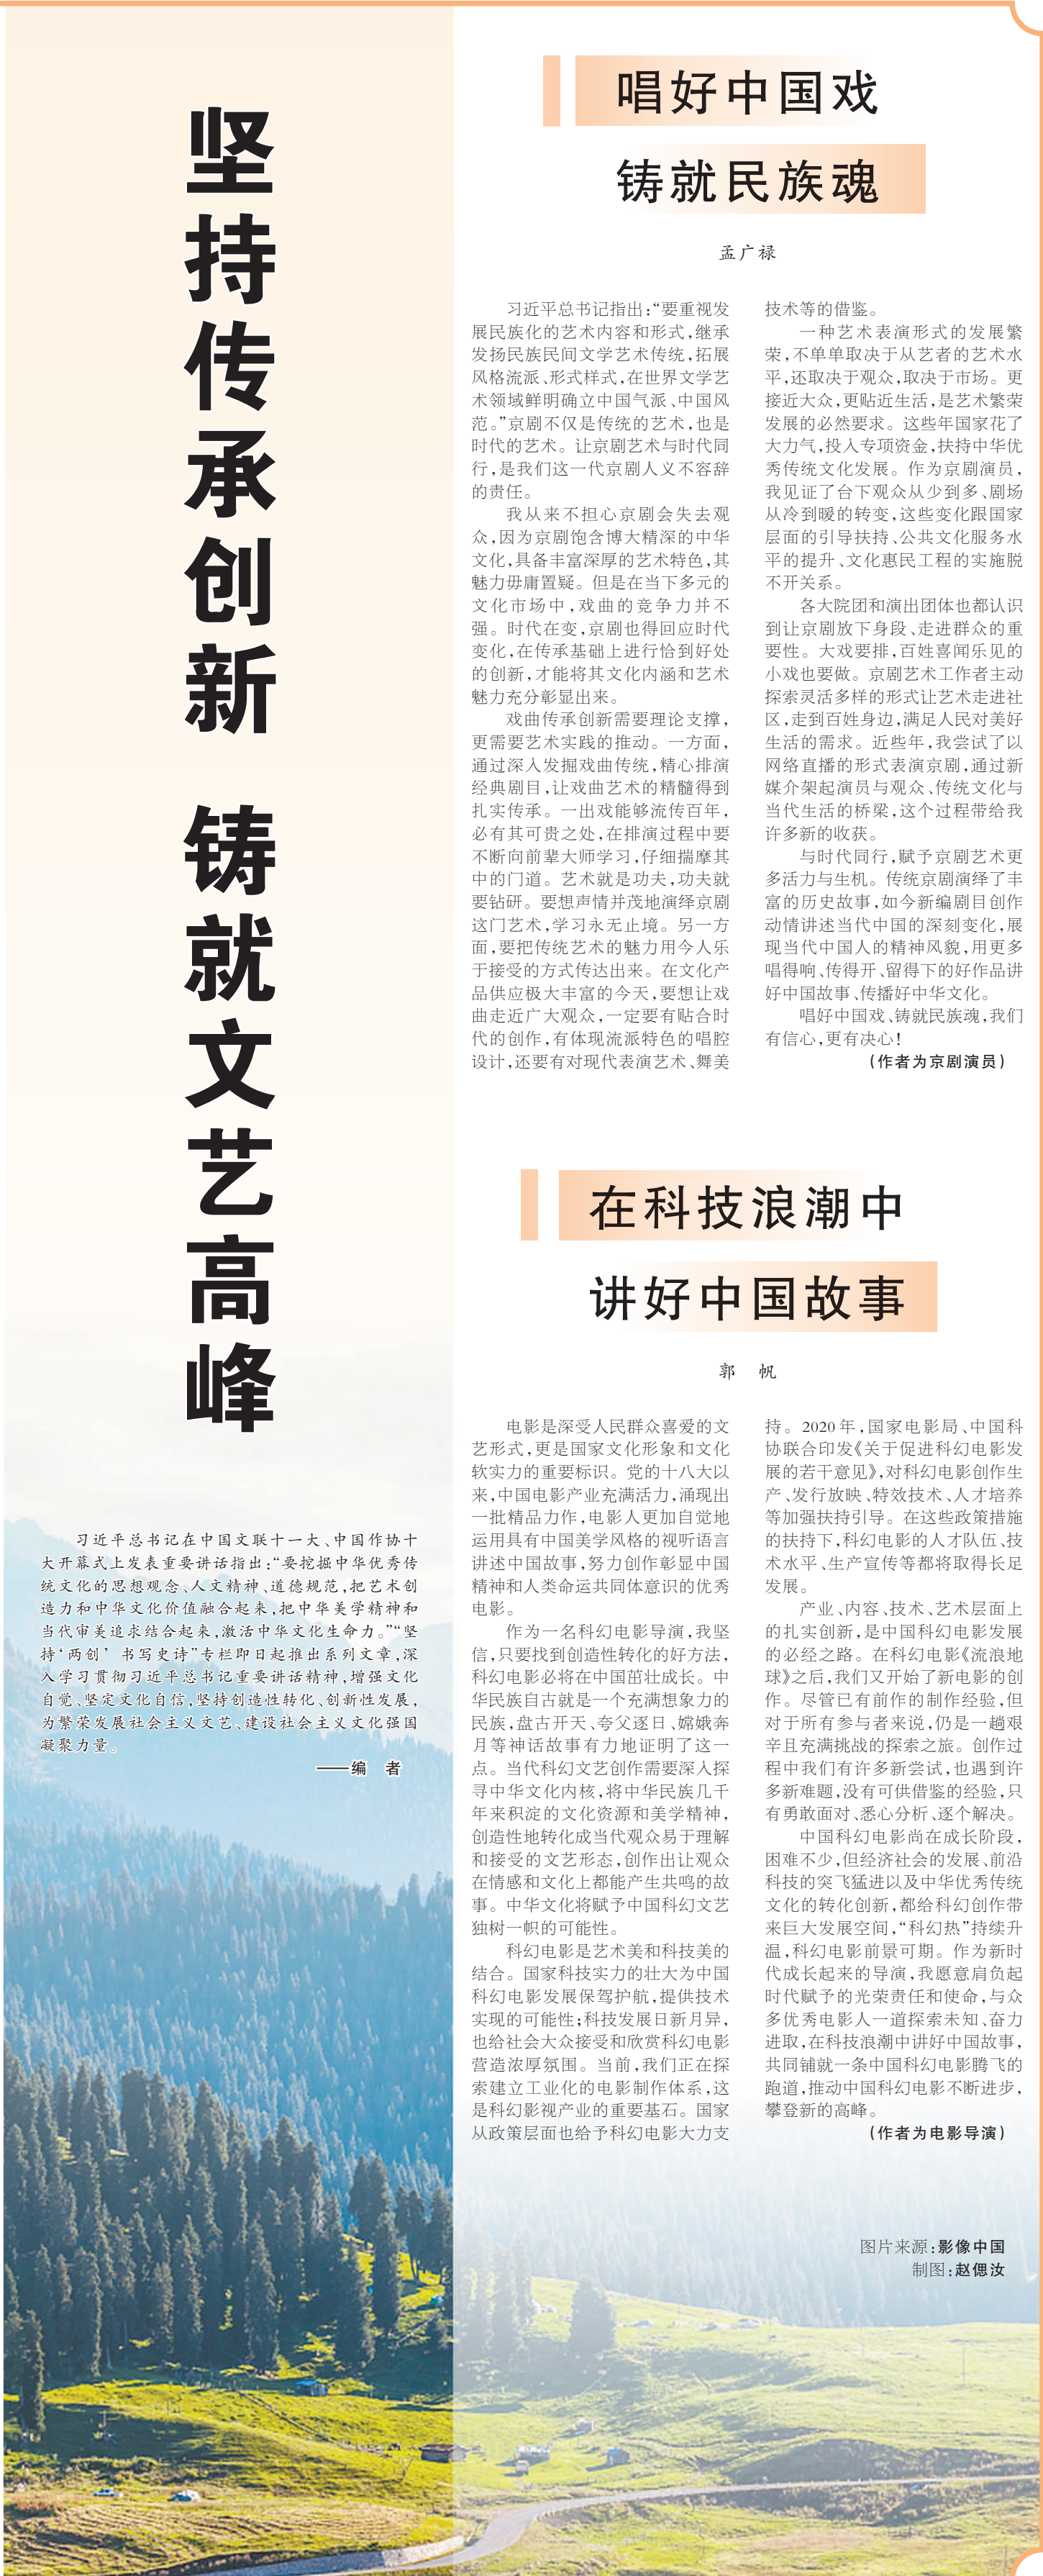 坚持传承创新 铸就文艺高峰
习近平总书记在中国文联十一大、中国作协十
大开幕式上发表重要讲话指出:“要挖掘中华优秀传
统文化的思想观念、人文精神、道德规范,把艺术创
造力和中华文化价值融合起来,把中华美学精神和
当代审美追求结合起来,激活中华文化生命力。”“坚
持‘两创’书写史诗”专栏即日起推出系列文章,深
入学习贯彻习近平总书记重要讲话精神,增强文化
自觉、坚定文化自信,坚持创造性转化、创新性发展,
为繁荣发展社会主义文艺、建设社会主义文化强国
凝聚力量。
——编 者
唱好中国戏
铸就民族魂
孟广禄
习近平总书记指出:“要重视发
展民族化的艺术内容和形式,继承
发扬民族民间文学艺术传统,拓展
风格流派、形式样式,在世界文学艺
术领域鲜明确立中国气派、中国风
范。”京剧不仅是传统的艺术,也是
时代的艺术。让京剧艺术与时代同
行,是我们这一代京剧人义不容辞
的责任。
我从来不担心京剧会失去观
众,因为京剧饱含博大精深的中华
文化,具备丰富深厚的艺术特色,其
魅力毋庸置疑。但是在当下多元的
文化市场中,戏曲的竞争力并不
强。时代在变,京剧也得回应时代
变化,在传承基础上进行恰到好处
的创新,才能将其文化内涵和艺术
魅力充分彰显出来。
戏曲传承创新需要理论支撑,
更需要艺术实践的推动。一方面,
通过深入发掘戏曲传统,精心排演
经典剧目,让戏曲艺术的精髓得到
扎实传承。一出戏能够流传百年,
必有其可贵之处,在排演过程中要
不断向前辈大师学习,仔细揣摩其
中的门道。艺术就是功夫,功夫就
要钻研。要想声情并茂地演绎京剧
这门艺术,学习永无止境。另一方
面,要把传统艺术的魅力用今人乐
于接受的方式传达出来。在文化产
品供应极大丰富的今天,要想让戏
曲走近广大观众,一定要有贴合时
代的创作,有体现流派特色的唱腔
设计,还要有对现代表演艺术、舞美
技术等的借鉴。
一种艺术表演形式的发展繁
荣,不单单取决于从艺者的艺术水
平,还取决于观众,取决于市场。更
接近大众,更贴近生活,是艺术繁荣
发展的必然要求。这些年国家花了
大力气,投入专项资金,扶持中华优
秀传统文化发展。作为京剧演员,
我见证了台下观众从少到多、剧场
从冷到暖的转变,这些变化跟国家
层面的引导扶持、公共文化服务水
平的提升、文化惠民工程的实施脱
不开关系。
各大院团和演出团体也都认识
到让京剧放下身段、走进群众的重
要性。大戏要排,百姓喜闻乐见的
小戏也要做。京剧艺术工作者主动
探索灵活多样的形式让艺术走进社
区,走到百姓身边,满足人民对美好
生活的需求。近些年,我尝试了以
网络直播的形式表演京剧,通过新
媒介架起演员与观众、传统文化与
当代生活的桥梁,这个过程带给我
许多新的收获。
与时代同行,赋予京剧艺术更
多活力与生机。传统京剧演绎了丰
富的历史故事,如今新编剧目创作
动情讲述当代中国的深刻变化,展
现当代中国人的精神风貌,用更多
唱得响、传得开、留得下的好作品讲
好中国故事、传播好中华文化。
唱好中国戏、铸就民族魂,我们
有信心,更有决心!
(作者为京剧演员)
在科技浪潮中
讲好中国故事
郭 帆
电影是深受人民群众喜爱的文
艺形式,更是国家文化形象和文化
软实力的重要标识。党的十八大以
来,中国电影产业充满活力,涌现出
一批精品力作,电影人更加自觉地
运用具有中国美学风格的视听语言
讲述中国故事,努力创作彰显中国
精神和人类命运共同体意识的优秀
电影。
作为一名科幻电影导演,我坚
信,只要找到创造性转化的好方法,
科幻电影必将在中国茁壮成长。中
华民族自古就是一个充满想象力的
民族,盘古开天、夸父逐日、嫦娥奔
月等神话故事有力地证明了这一
点。当代科幻文艺创作需要深入探
寻中华文化内核,将中华民族几千
年来积淀的文化资源和美学精神,
创造性地转化成当代观众易于理解
和接受的文艺形态,创作出让观众
在情感和文化上都能产生共鸣的故
事。中华文化将赋予中国科幻文艺
独树一帜的可能性。
科幻电影是艺术美和科技美的
结合。国家科技实力的壮大为中国
科幻电影发展保驾护航,提供技术
实现的可能性;科技发展日新月异,
也给社会大众接受和欣赏科幻电影
营造浓厚氛围。当前,我们正在探
索建立工业化的电影制作体系,这
是科幻影视产业的重要基石。国家
从政策层面也给予科幻电影大力支
持。2020年,国家电影局、中国科
协联合印发《关于促进科幻电影发
展的若干意见》,对科幻电影创作生
产、发行放映、特效技术、人才培养
等加强扶持引导。在这些政策措施
的扶持下,科幻电影的人才队伍、技
术水平、生产宣传等都将取得长足
发展。
产业、内容、技术、艺术层面上
的扎实创新,是中国科幻电影发展
的必经之路。在科幻电影《流浪地
球》之后,我们又开始了新电影的创
作。尽管已有前作的制作经验,但
对于所有参与者来说,仍是一趟艰
辛且充满挑战的探索之旅。创作过
程中我们有许多新尝试,也遇到许
多新难题,没有可供借鉴的经验,只
有勇敢面对、悉心分析、逐个解决。
中国科幻电影尚在成长阶段,
困难不少,但经济社会的发展、前沿
科技的突飞猛进以及中华优秀传统
文化的转化创新,都给科幻创作带
来巨大发展空间,“科幻热”持续升
温,科幻电影前景可期。作为新时
代成长起来的导演,我愿意肩负起
时代赋予的光荣责任和使命,与众
多优秀电影人一道探索未知、奋力
进取,在科技浪潮中讲好中国故事,
共同铺就一条中国科幻电影腾飞的
跑道,推动中国科幻电影不断进步,
攀登新的高峰。
(作者为电影导演)
图片来源:影像中国
制图:赵偲汝